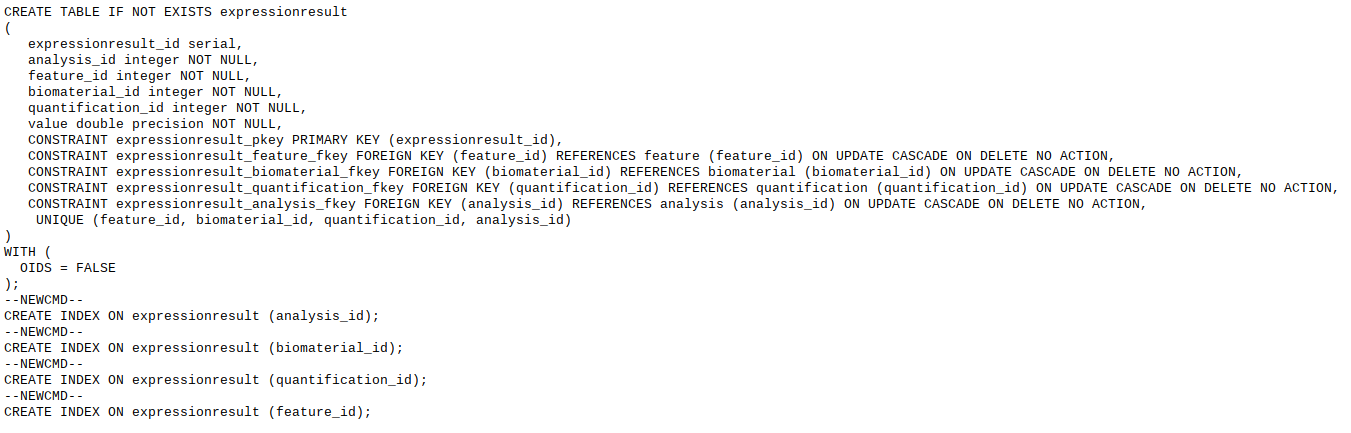 CREATE TABLE IF NOT EXISTS expressionresult
(
   expressionresult_id serial,
   analysis_id integer NOT NULL,
   feature_id integer NOT NULL,
   biomaterial_id integer NOT NULL,
   quantification_id integer NOT NULL,
   value double precision NOT NULL,
   CONSTRAINT expressionresult_pkey PRIMARY KEY (expressionresult_id),
   CONSTRAINT expressionresult_feature_fkey FOREIGN KEY (feature_id) REFERENCES feature (feature_id) ON UPDATE CASCADE ON DELETE NO ACTION,
   CONSTRAINT expressionresult_biomaterial_fkey FOREIGN KEY (biomaterial_id) REFERENCES biomaterial (biomaterial_id) ON UPDATE CASCADE ON DELETE NO ACTION,
   CONSTRAINT expressionresult_quantification_fkey FOREIGN KEY (quantification_id) REFERENCES quantification (quantification_id) ON UPDATE CASCADE ON DELETE NO ACTION,
   CONSTRAINT expressionresult_analysis_fkey FOREIGN KEY (analysis_id) REFERENCES analysis (analysis_id) ON UPDATE CASCADE ON DELETE NO ACTION,
    UNIQUE (feature_id, biomaterial_id, quantification_id, analysis_id)
)
WITH (
  OIDS = FALSE
);
--NEWCMD--
CREATE INDEX ON expressionresult (analysis_id);
--NEWCMD--
CREATE INDEX ON expressionresult (biomaterial_id);
--NEWCMD--
CREATE INDEX ON expressionresult (quantification_id);
--NEWCMD--
CREATE INDEX ON expressionresult (feature_id);